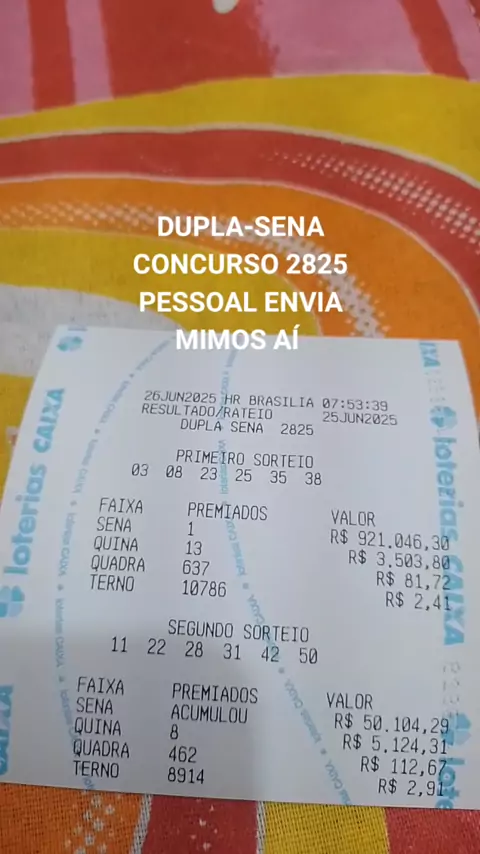 DUPLA-SENA
CONCURSO 2825
PESSOAL ENVIA
MIMOS AÍ
26JUN2025 HR BRASILIA 07:53:39
RESULTADO/RATEIO 25JUN2025
DUPLA SENA 2825
PRIMEIRO SORTEIO
03 08 23 25 35 38
FAIXA PREMIADOS VALOR
SENA 1 R$ 921.046,30
QUINA 13 R$ 3.503,80
QUADRA 637 R$ 81,72
TERNO 10786 R$ 2,41
SEGUNDO SORTEIO
11 22 28 31 42 50
FAIXA PREMIADOS VALOR
SENA ACUMULOU R$ 50.104,29
QUINA 8 R$ 5.124,31
QUADRA 462 R$ 112,67
TERNO 8914 R$ 2,91
loterias CAIXA
loterias CAIXA
CAIXA